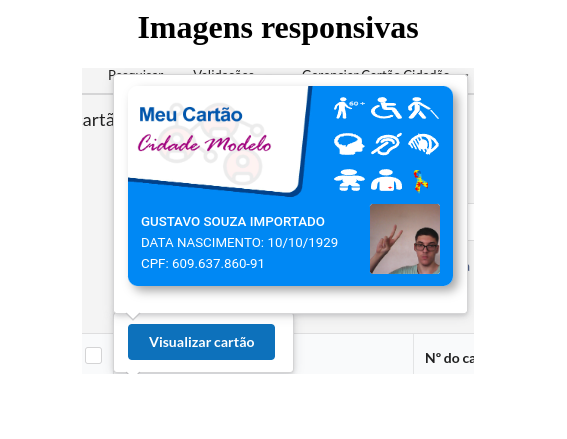 Imagens responsivas
Pesquisar Validações Gerenciar Cartão Cidadão
artã
Meu Cartão
Cidade Modelo
60 +
GUSTAVO SOUZA IMPORTADO
DATA NASCIMENTO: 10/10/1929
CPF: 609.637.860-91
Visualizar cartão
Nº do ca